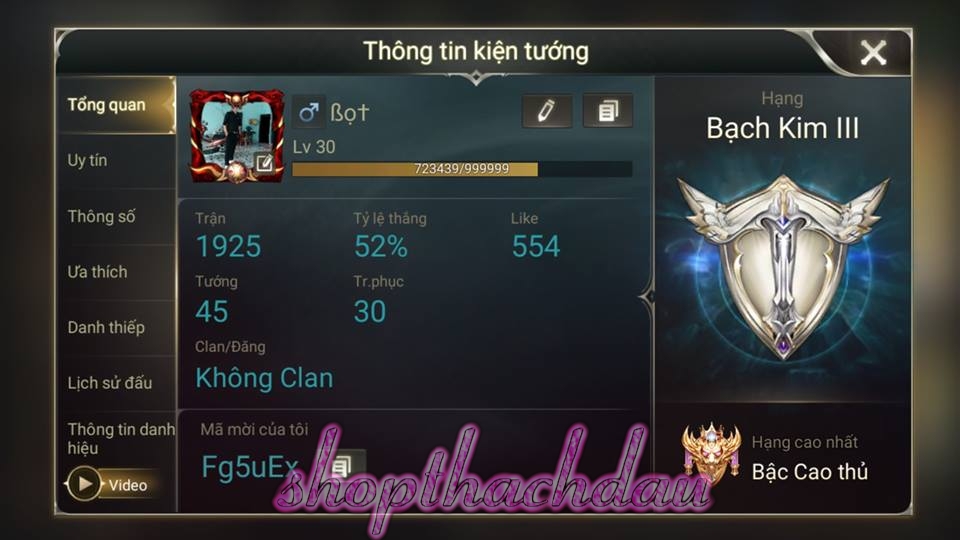 Thông tin kiện tướng
Tổng quan
Uy tín
Thông số
Ưa thích
Danh thiếp
Lịch sử đấu
Thông tin danh
hiệu
Video
ßọ†
Lv 30
723439/999999
Trận
1925
Tỷ lệ thắng
52%
Like
554
Tướng
45
Tr.phục
30
Clan/Đăng
Không Clan
Mã mời của tôi
Fg5uEx
shopthachdau
Hạng
Bạch Kim III
Hạng cao nhất
Bậc Cao thủ